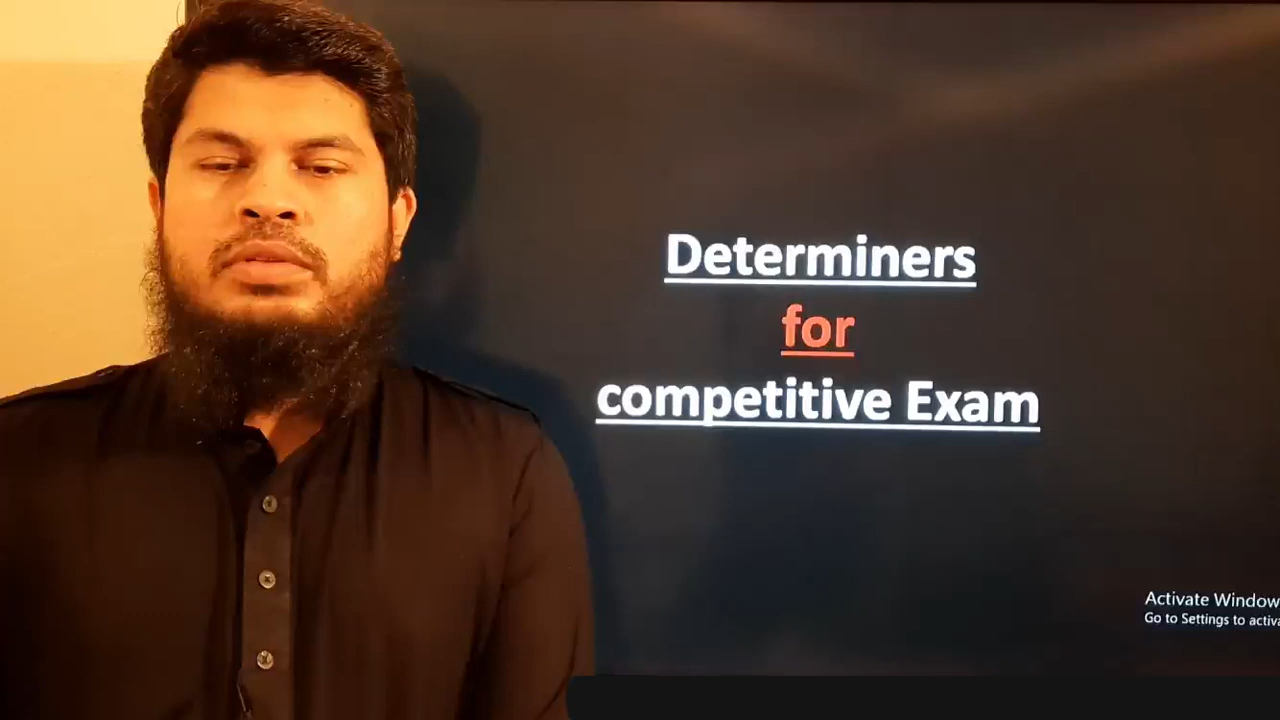 Determiners
for
competitive Exam
Activate Window
Go to Settings to activa